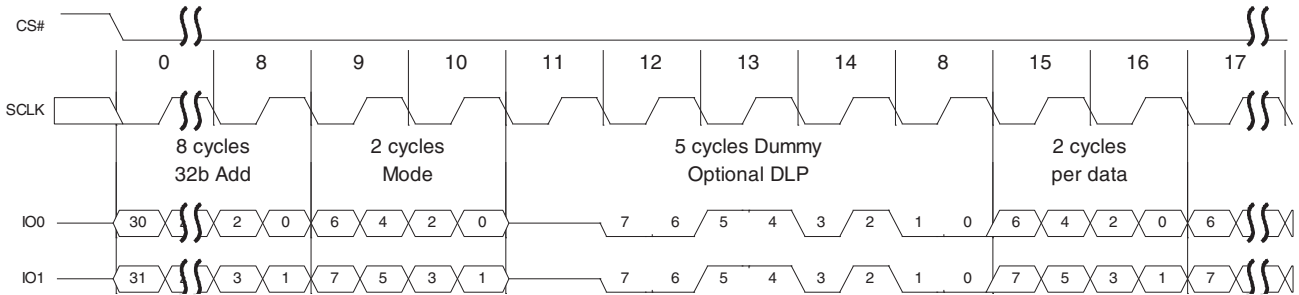 CS#
0 8 9 10 11 12 13 14 8 15 16 17
SCLK
8 cycles 2 cycles 5 cycles Dummy 2 cycles
32b Add Mode Optional DLP per data
IO0 30 2 0 6 4 2 0 7 6 5 4 3 2 1 0 6 4 2 0 6
IO1 31 3 1 7 5 3 1 7 6 5 4 3 2 1 0 7 5 3 1 7